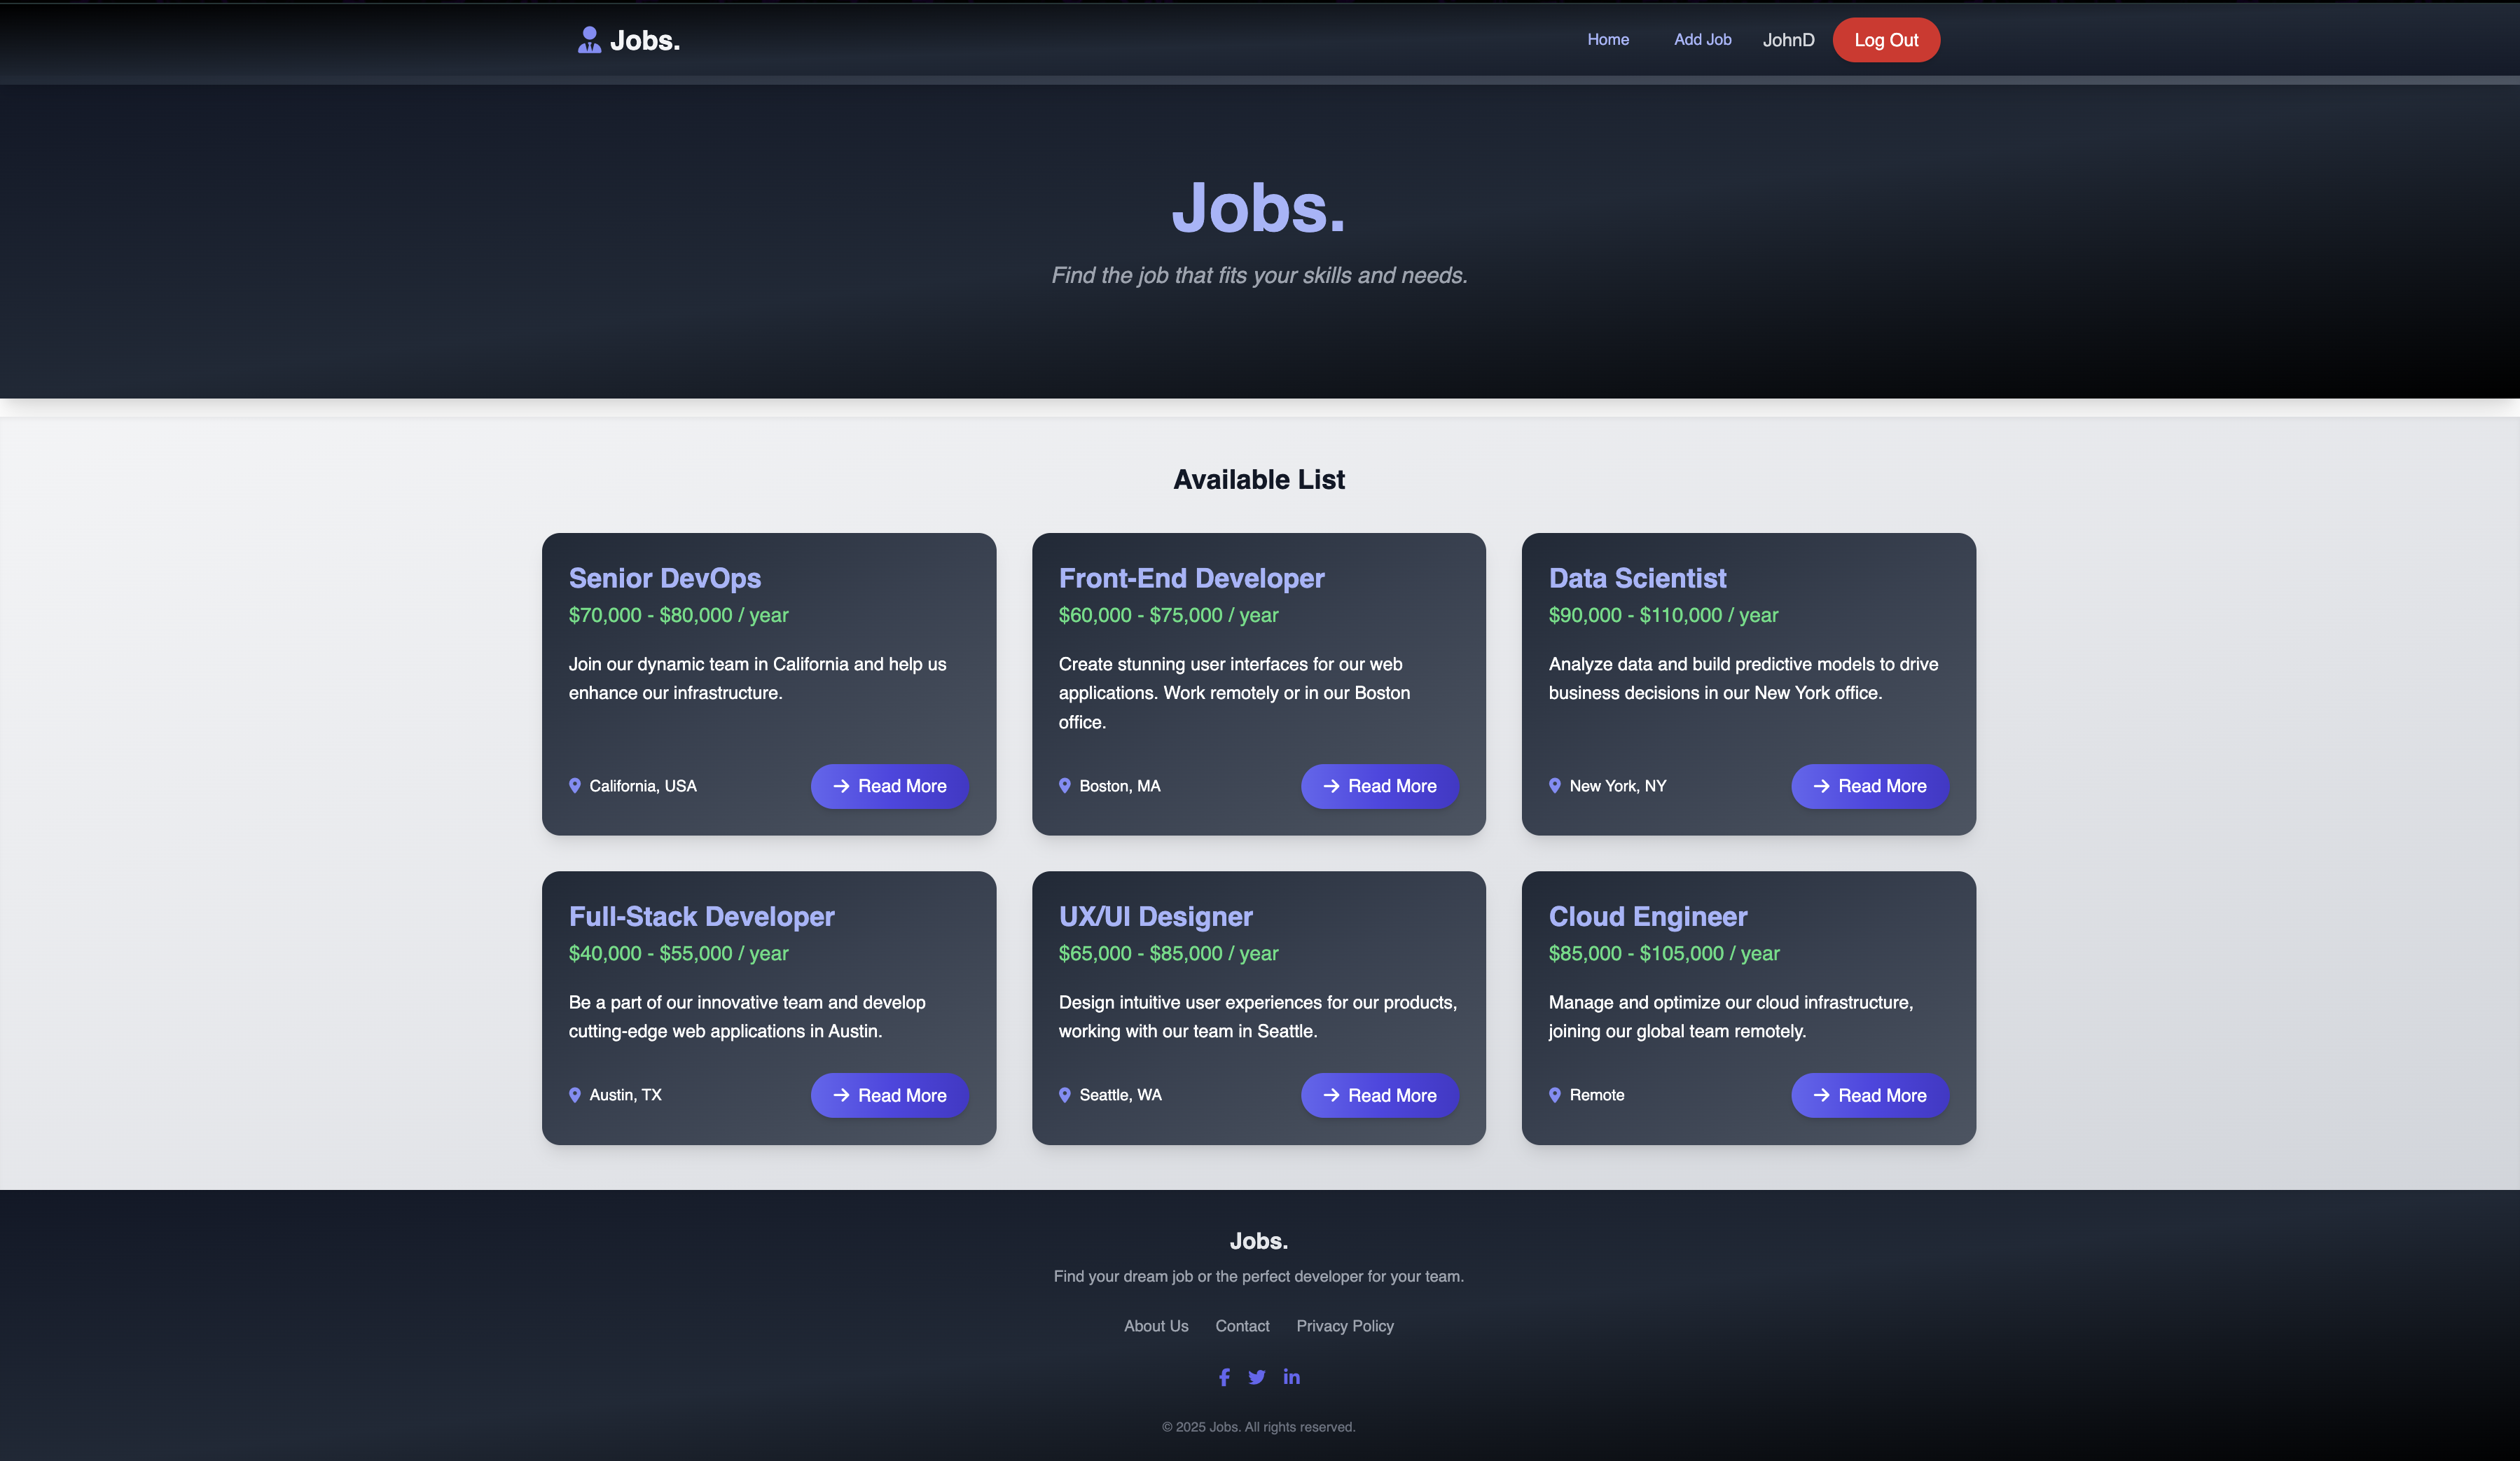 Jobs.
Home
Add Job
JohnD
Log Out
Jobs.
Find the job that fits your skills and needs.
Available List
Senior DevOps
$70,000 - $80,000 / year
Join our dynamic team in California and help us
enhance our infrastructure.
California, USA
Read More
Front-End Developer
$60,000 - $75,000 / year
Create stunning user interfaces for our web
applications. Work remotely or in our Boston
office.
Boston, MA
Read More
Data Scientist
$90,000 - $110,000 / year
Analyze data and build predictive models to drive
business decisions in our New York office.
New York, NY
Read More
Full-Stack Developer
$40,000 - $55,000 / year
Be a part of our innovative team and develop
cutting-edge web applications in Austin.
Austin, TX
Read More
UX/UI Designer
$65,000 - $85,000 / year
Design intuitive user experiences for our products,
working with our team in Seattle.
Seattle, WA
Read More
Cloud Engineer
$85,000 - $105,000 / year
Manage and optimize our cloud infrastructure,
joining our global team remotely.
Remote
Read More
Jobs.
Find your dream job or the perfect developer for your team.
About Us
Contact
Privacy Policy
© 2025 Jobs. All rights reserved.